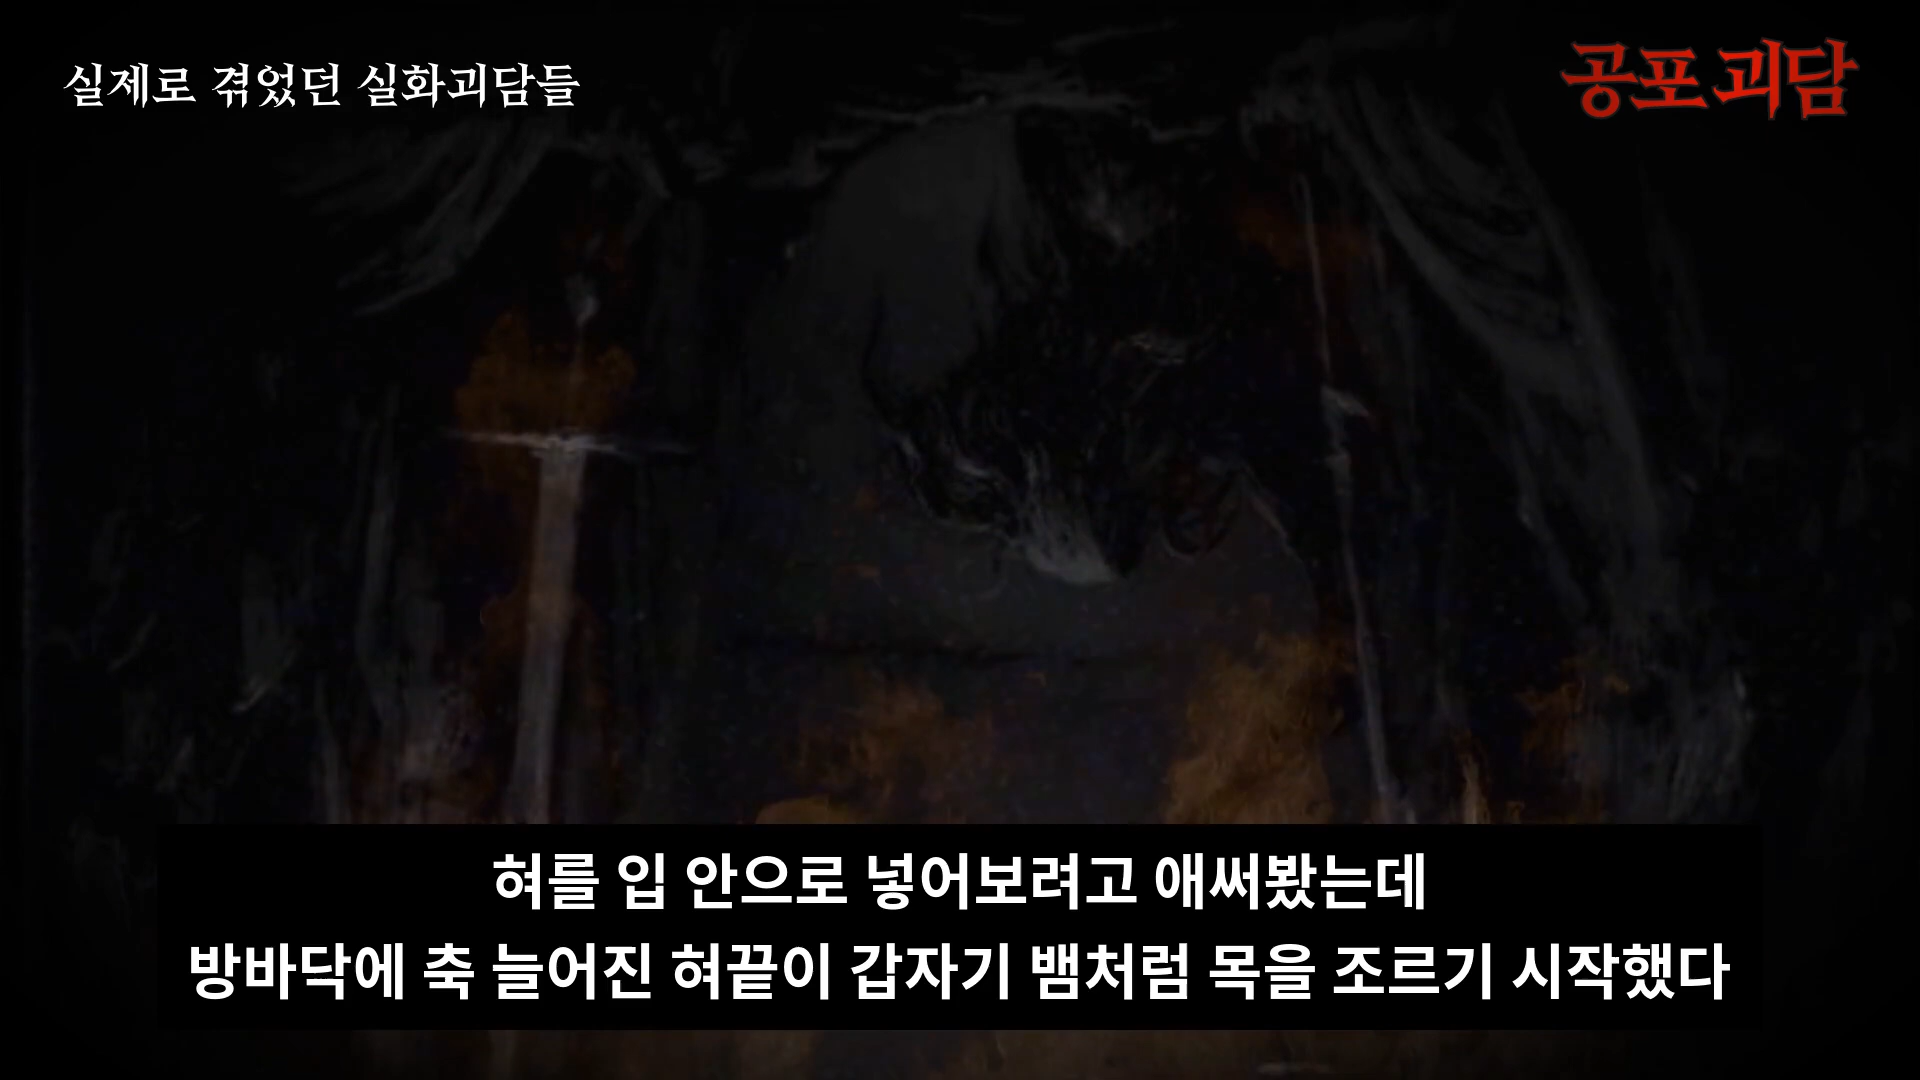 실제로 겪었던 실화괴담들
공포 괴담
혀를 입 안으로 넣어보려고 애써봤는데
방바닥에 축 늘어진 혀끝이 갑자기 뱀처럼 목을 조르기 시작했다